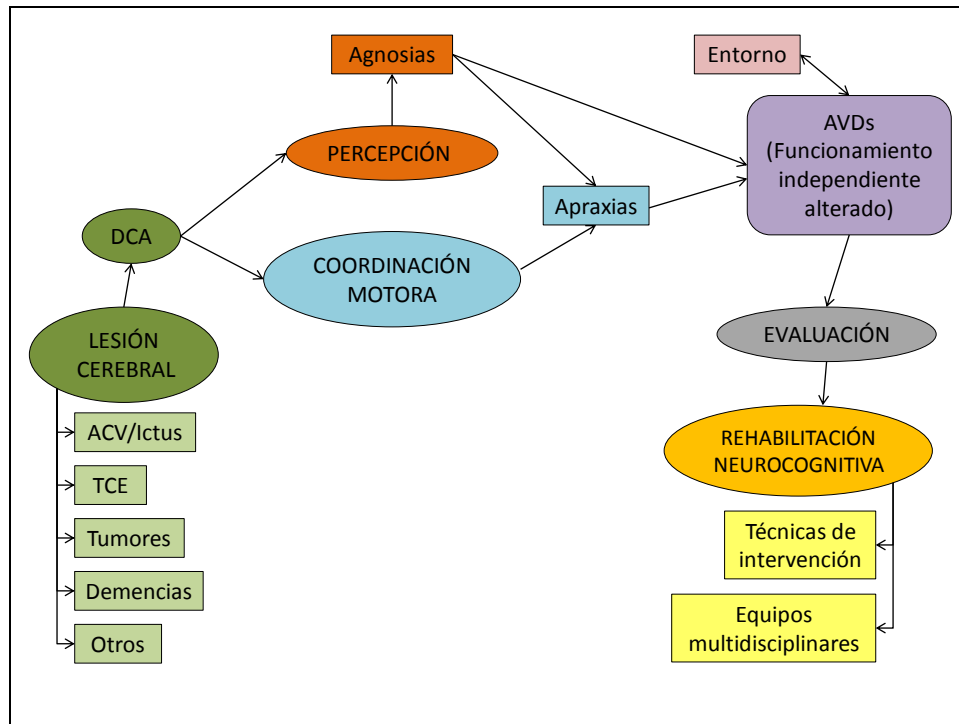 Agnosias
Entorno
PERCEPCIÓN
AVDs
(Funcionamiento
independiente
alterado)
Apraxias
DCA
COORDINACIÓN
MOTORA
LESIÓN
CEREBRAL
EVALUACIÓN
ACV/Ictus
TCE
Tumores
Demencias
Otros
REHABILITACIÓN
NEUROCOGNITIVA
Técnicas de
intervención
Equipos
multidisciplinares